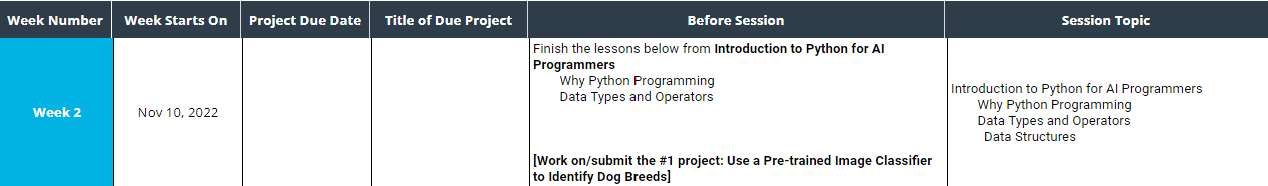 Week Number Week Starts On Project Due Date Title of Due Project Before Session Session Topic
Week 2
Nov 10, 2022
Finish the lessons below from Introduction to Python for AI
Programmers
Why Python Programming
Data Types and Operators
[Work on/submit the #1 project: Use a Pre-trained Image Classifier
to Identify Dog Breeds]
Introduction to Python for AI Programmers
Why Python Programming
Data Types and Operators
Data Structures